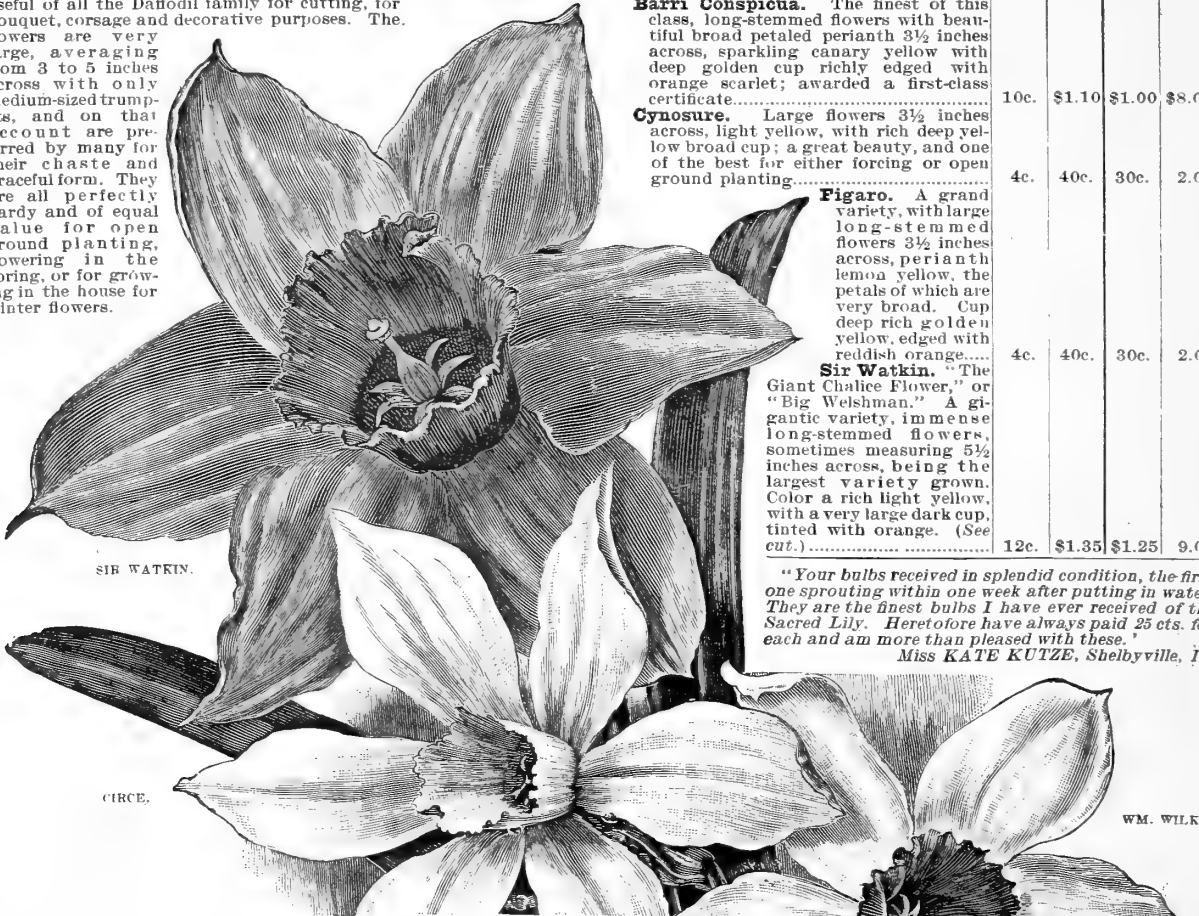 seful of all the Daffodil family for cutting, for
ouquet, corsage and decorative purposes. The.
owers are very
rge, averaging
om 3 to 5 inches
cross with only
edium-sized trump-
s, and on that
ccount are pre-
rred by many for
heir chaste and
raceful form. They
re all perfectly
ardy and of equal
alue for open
round planting,
owering in the
pring, or for grow-
g in the house for
inter flowers.
Barri Conspicua. The finest of this
class, long-stemmed flowers with beau-
tiful broad petaled perianth 3½ inches
across, sparkling canary yellow with
deep golden cup richly edged with
orange scarlet; awarded a first-class
certificate.................... 10c. $1.10 $1.00 $8.0
Cynosure. Large flowers 3½ inches
across, light yellow, with rich deep yel-
low broad cup; a great beauty, and one
of the best for either forcing or open
ground planting.................... 4c. 40c. 30c. 2.0
Figaro. A grand
variety, with large
long-stemmed
flowers 3½ inches
across, perianth
lemon yellow, the
petals of which are
very broad. Cup
deep rich golden
yellow, edged with
reddish orange..... 4c. 40c. 30c. 2.0
Sir Watkin. "The
Giant Chalice Flower," or
"Big Welshman." A gi-
gantic variety, immense
long-stemmed flowers,
sometimes measuring 5½
inches across, being the
largest variety grown.
Color a rich light yellow,
with a very large dark cup,
tinted with orange. (See
cut.).................... 12c. $1.35 $1.25 9.0
"Your bulbs received in splendid condition, the fir
one sprouting within one week after putting in wate
They are the finest bulbs I have ever received of t
Sacred Lily. Heretofore have always paid 25 cts. f
each and am more than pleased with these.'
Miss KATE KUTZE, Shelbyville, I
SIR WATKIN.
CIRCE.
WM. WILK